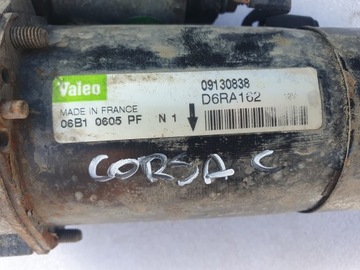 Valeo
09130838
D6RA162
MADE IN FRANCE
06B1 0605 PF N 1
CORSA C